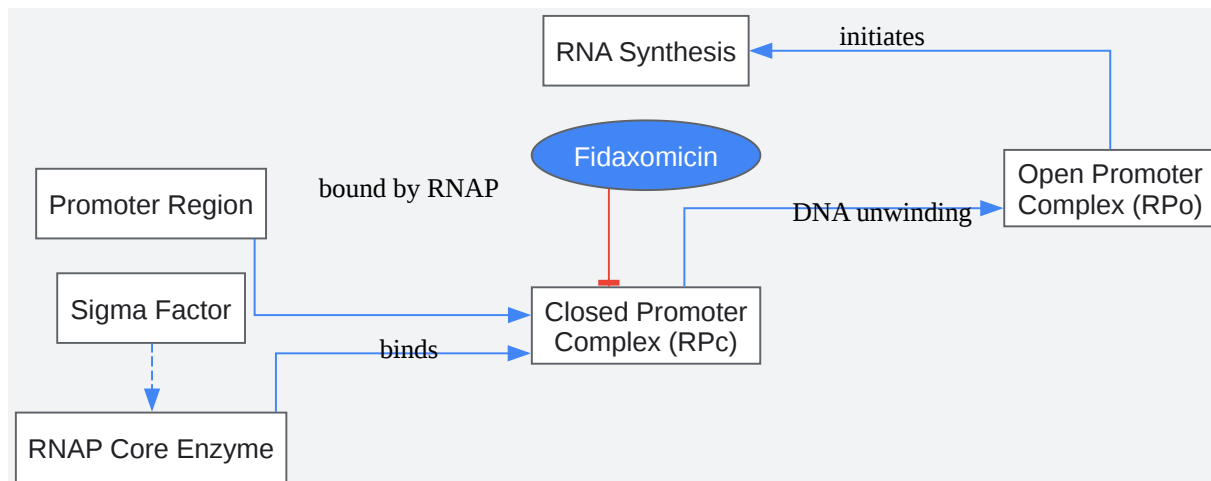 RNA Synthesis
initiates
Fidaxomicin
Open Promoter
Complex (RPo)
Promoter Region
bound by RNAP
DNA unwinding
Sigma Factor
Closed Promoter
Complex (RPc)
binds
RNAP Core Enzyme